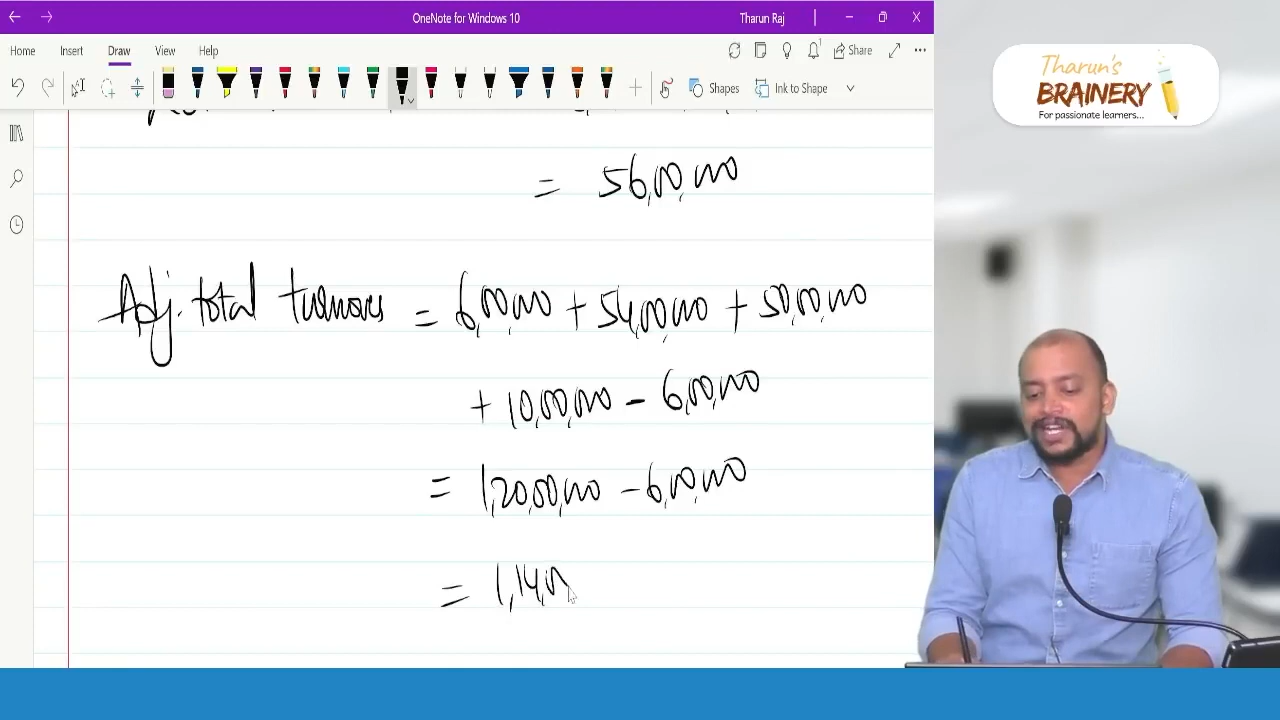 OneNote for Windows 10
Tharun Raj
Home Insert Draw View Help
Share
Shapes
Ink to Shape
Tharun's
BRAINERY
For passionate learners...
= 56,00,000
Adj. total turnover = 6,00,000 + 54,00,000 + 50,00,000
+ 10,00,000 - 6,00,000
= 1,20,00,000 - 6,00,000
= 1,14,0